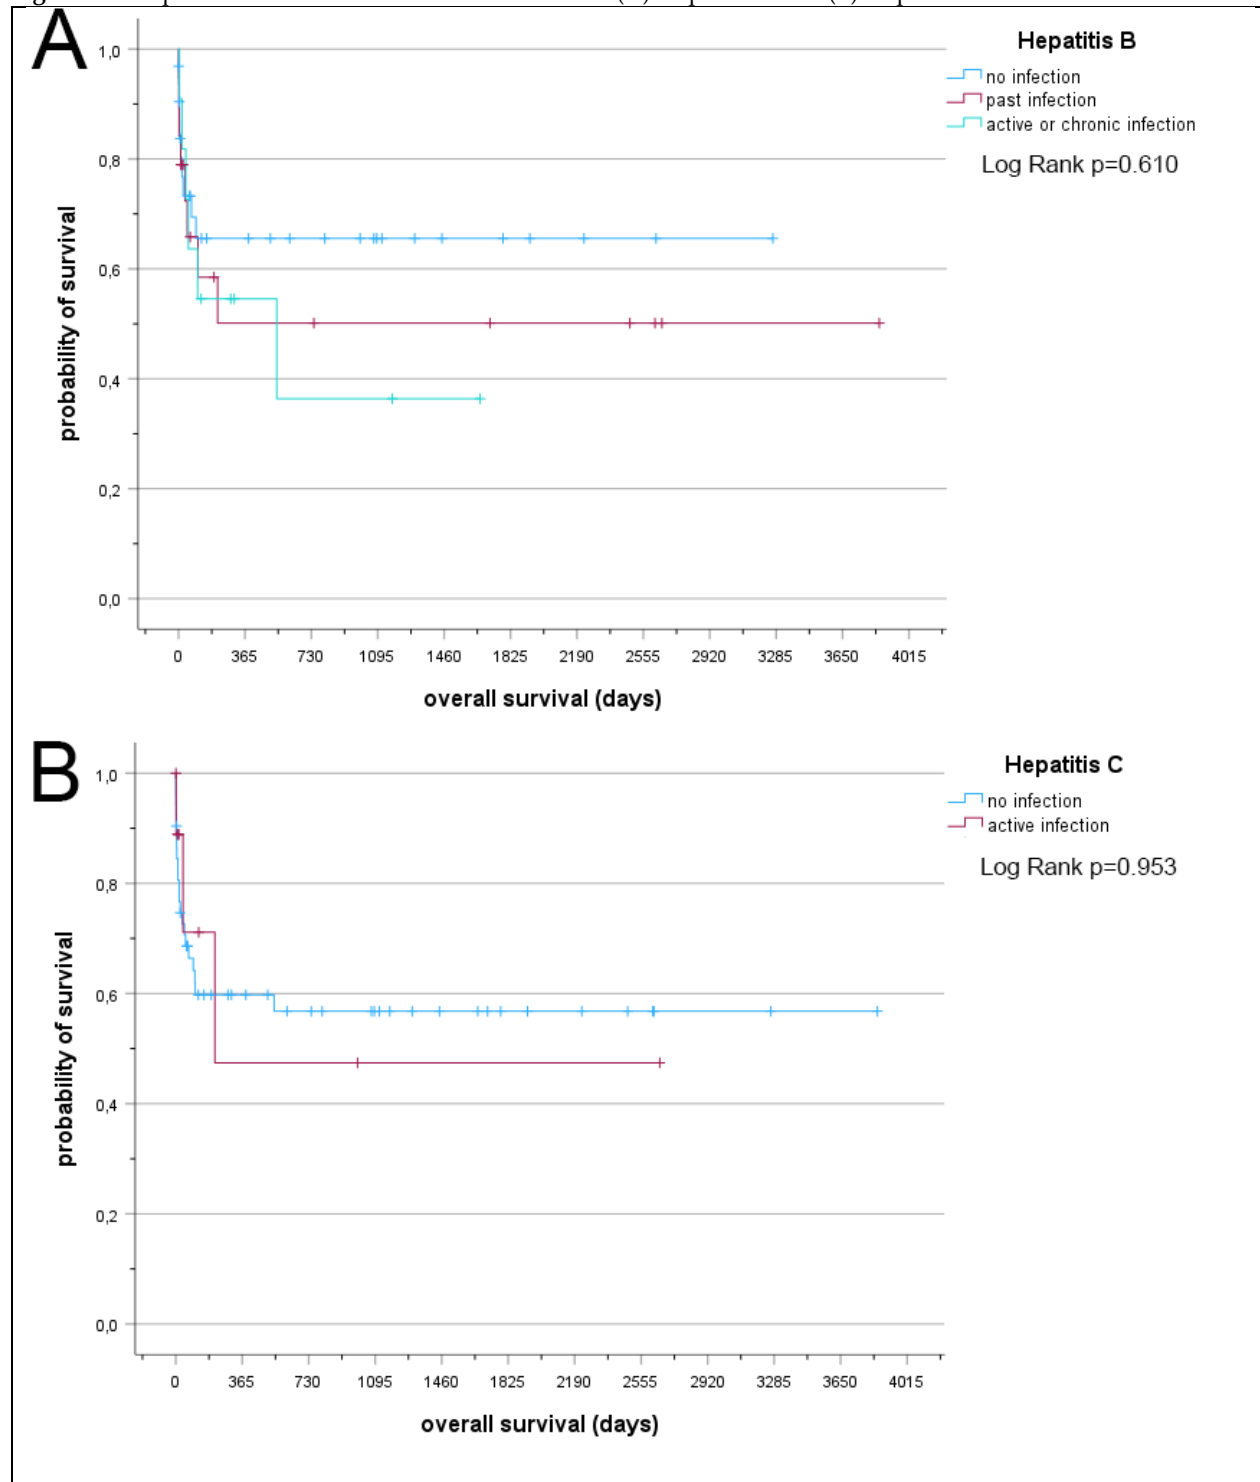 A
Hepatitis B
no infection
past infection
active or chronic infection
Log Rank p=0.610
probability of survival
1,0
0,8
0,6
0,4
0,2
0,0
0 365 730 1095 1460 1825 2190 2555 2920 3285 3650 4015
overall survival (days)
B
Hepatitis C
no infection
active infection
Log Rank p=0.953
probability of survival
1,0
0,8
0,6
0,4
0,2
0,0
0 365 730 1095 1460 1825 2190 2555 2920 3285 3650 4015
overall survival (days)